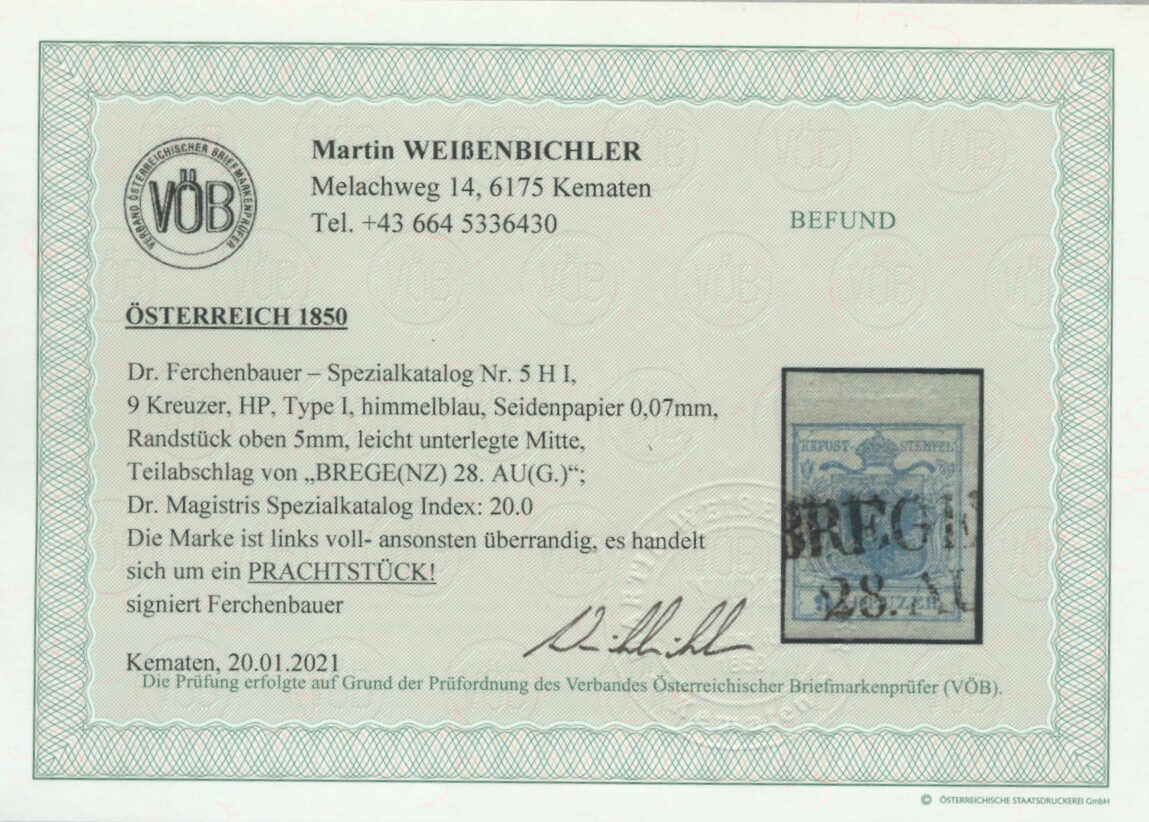 VERBAND ÖSTERREICHISCHER BRIEFMARKENPRÜFER
VÖB
Martin WEIßENBICHLER
Melachweg 14, 6175 Kematen
Tel. +43 664 5336430
BEFUND
ÖSTERREICH 1850
Dr. Ferchenbauer – Spezialkatalog Nr. 5 H I,
9 Kreuzer, HP, Type I, himmelblau, Seidenpapier 0,07mm,
Randstück oben 5mm, leicht unterlegte Mitte,
Teilabschlag von „BREGE(NZ) 28. AU(G.)“;
Dr. Magistris Spezialkatalog Index: 20.0
Die Marke ist links voll- ansonsten überrandig, es handelt
sich um ein PRACHTSTÜCK!
signiert Ferchenbauer
Kematen, 20.01.2021
Die Prüfung erfolgte auf Grund der Prüfordnung des Verbandes Österreichischer Briefmarkenprüfer (VÖB).
KKPOST-STEMPEL
BREGE
28. AU
9 KREUZER
© ÖSTERREICHISCHE STAATSDRUCKEREI GmbH